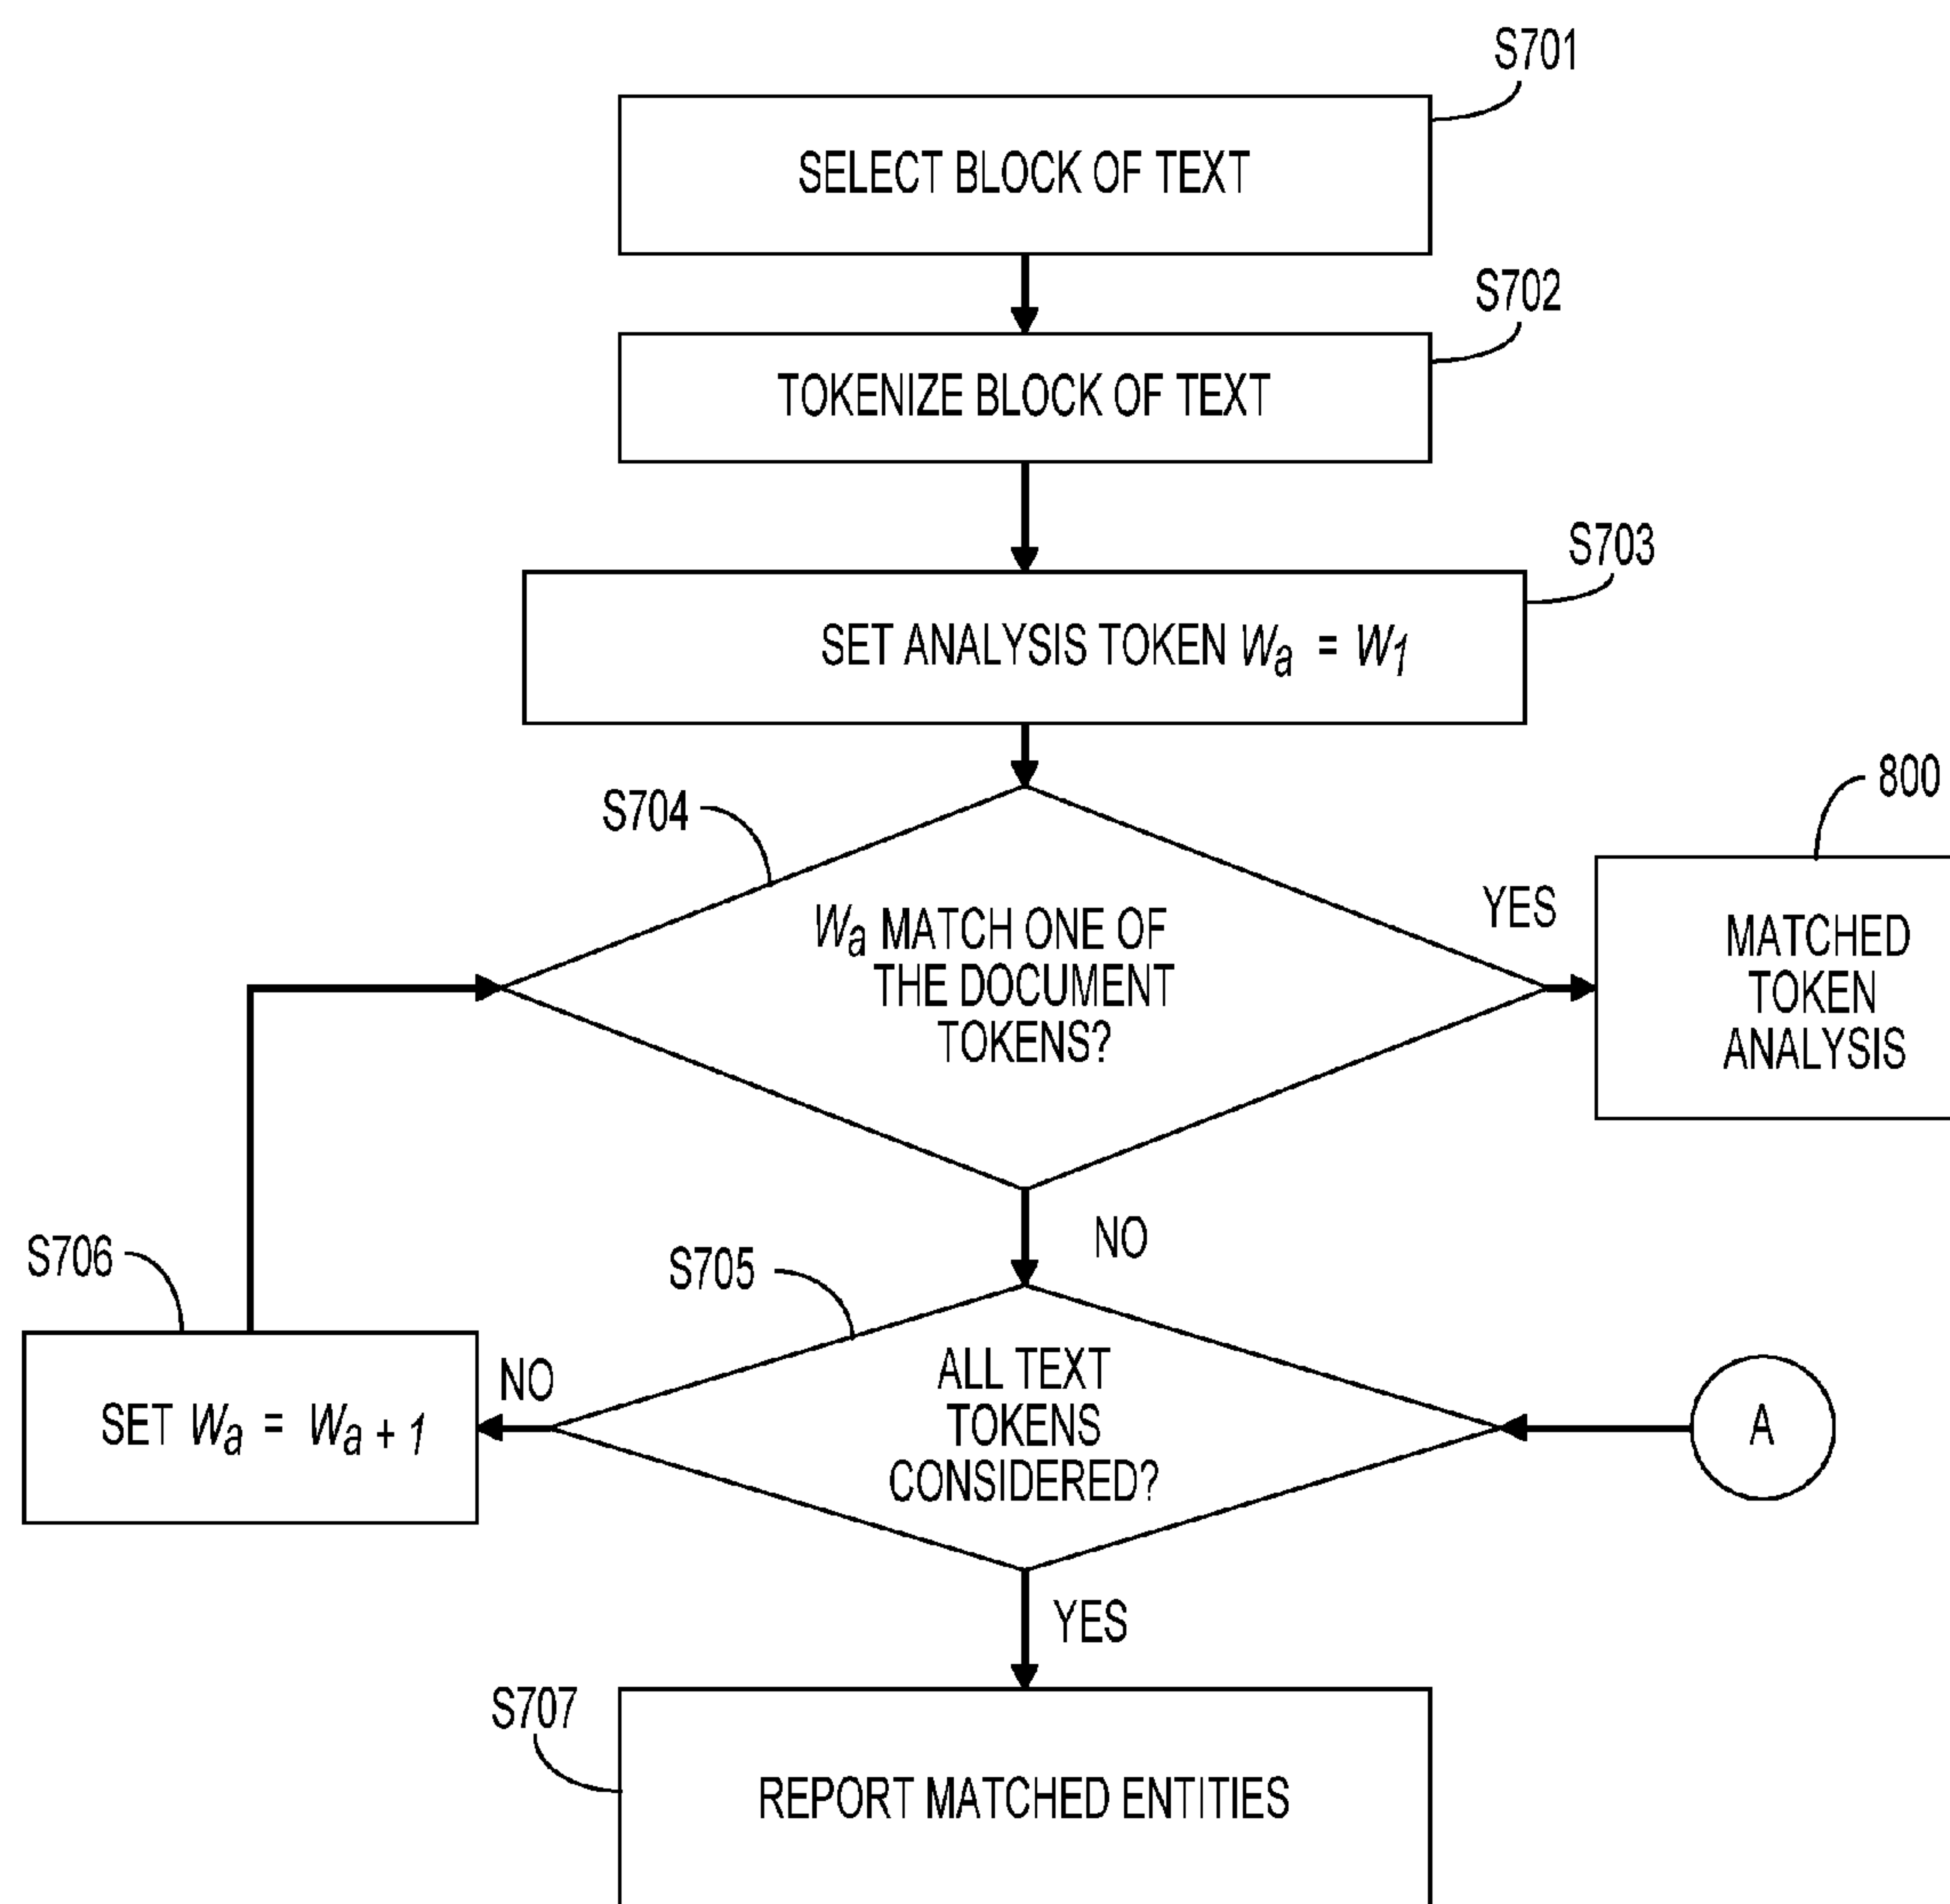 S701
SELECT BLOCK OF TEXT
S702
TOKENIZE BLOCK OF TEXT
S703
SET ANALYSIS TOKEN Wa = W1
S704
800
Wa MATCH ONE OF
THE DOCUMENT
TOKENS?
YES
MATCHED
TOKEN
ANALYSIS
NO
S706
S705
SET Wa = Wa + 1
NO
ALL TEXT
TOKENS
CONSIDERED?
A
YES
S707
REPORT MATCHED ENTITIES